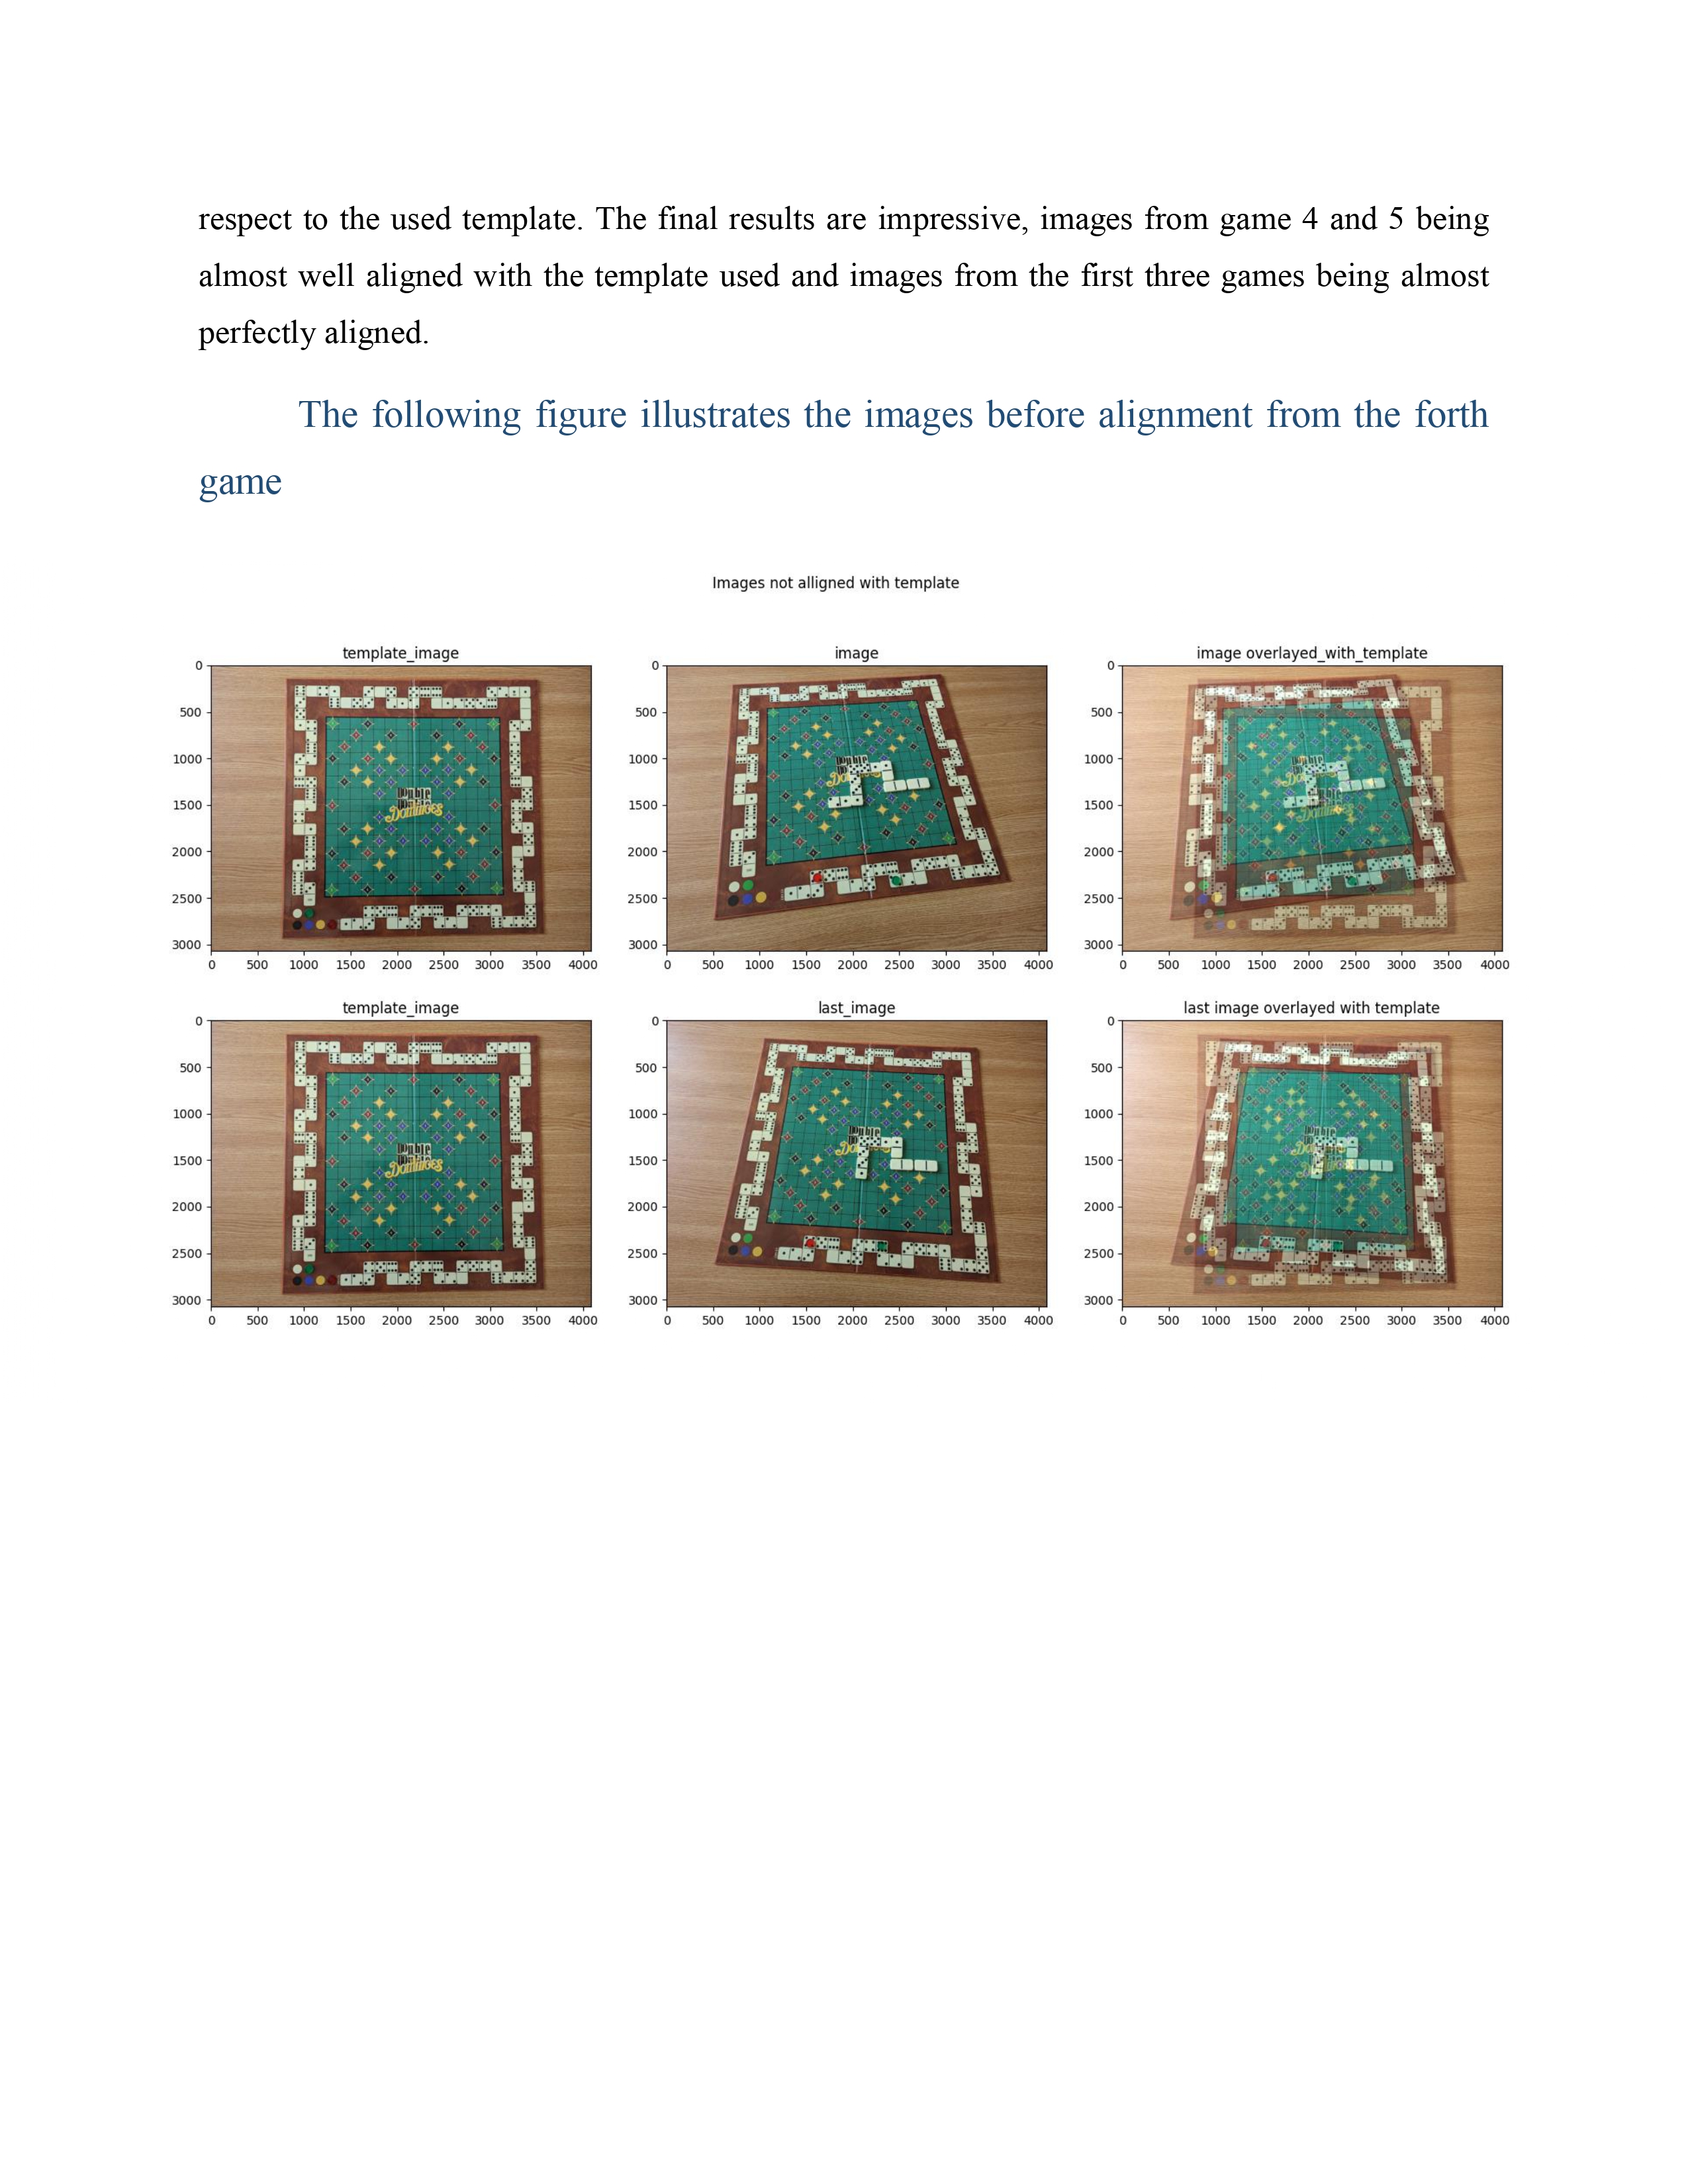 respect to the used template. The final results are impressive, images from game 4 and 5 being
almost well aligned with the template used and images from the first three games being almost
perfectly aligned.
The following figure illustrates the images before alignment from the forth
game
Images not alligned with template
template_image
image
image overlayed_with_template
0
500
1000
1500
2000
2500
3000
0 500 1000 1500 2000 2500 3000 3500 4000
0
500
1000
1500
2000
2500
3000
0 500 1000 1500 2000 2500 3000 3500 4000
0
500
1000
1500
2000
2500
3000
0 500 1000 1500 2000 2500 3000 3500 4000
template_image
last_image
last image overlayed with template
0
500
1000
1500
2000
2500
3000
0 500 1000 1500 2000 2500 3000 3500 4000
0
500
1000
1500
2000
2500
3000
0 500 1000 1500 2000 2500 3000 3500 4000
0
500
1000
1500
2000
2500
3000
0 500 1000 1500 2000 2500 3000 3500 4000